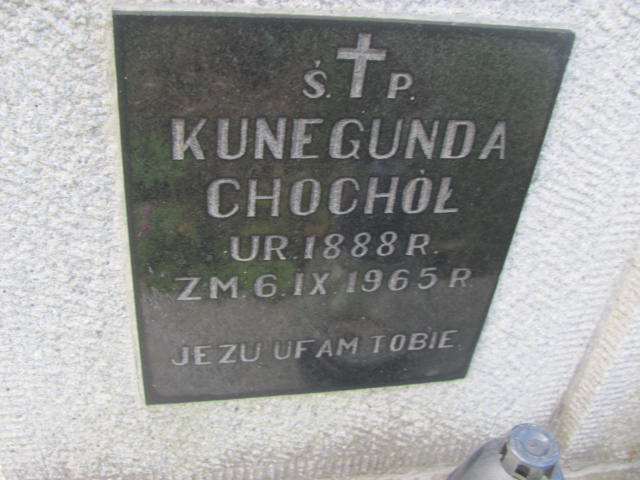 Ś. P.
KUNEGUNDA
CHOCHÓŁ
UR. 1888 R.
ZM. 6. IX. 1965 R.
JEZU UFAM TOBIE.